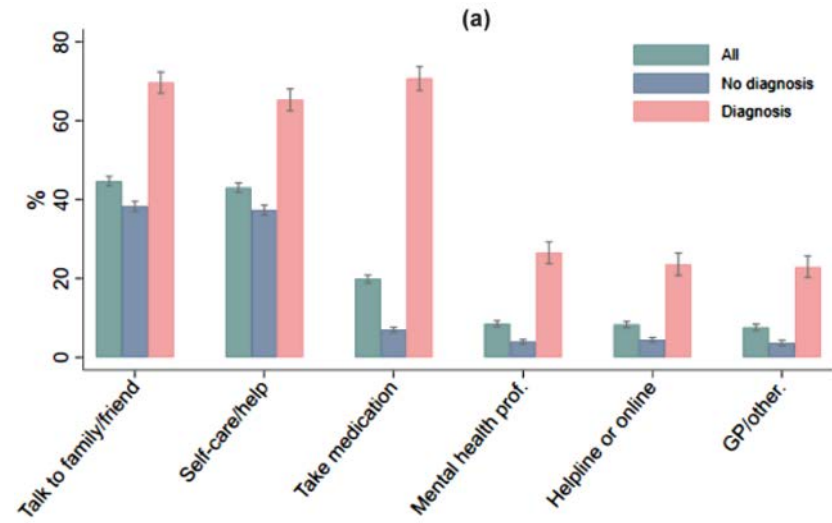 (a)
80
60
40
20
0
%
All
No diagnosis
Diagnosis
Talk to family/friend
Self-care/help
Take medication
Mental health prof.
Helpline or online
GP/other.